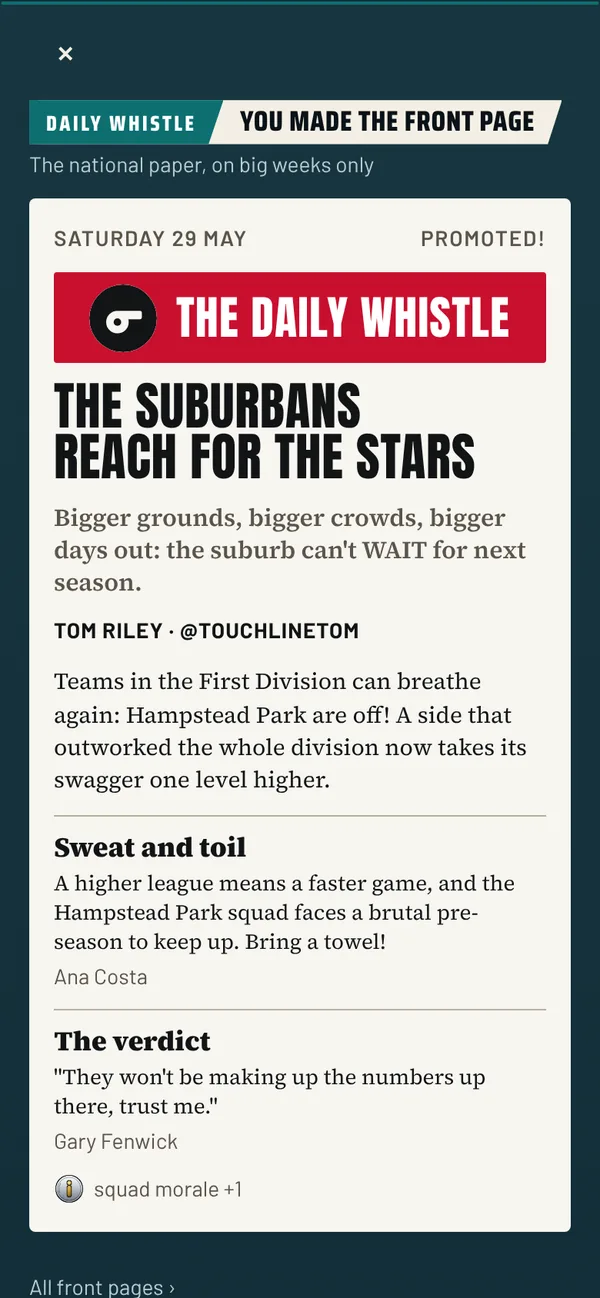 ×
DAILY WHISTLE YOU MADE THE FRONT PAGE
The national paper, on big weeks only
SATURDAY 29 MAY PROMOTED!
THE DAILY WHISTLE
THE SUBURBANS
REACH FOR THE STARS
Bigger grounds, bigger crowds, bigger
days out: the suburb can't WAIT for next
season.
TOM RILEY · @TOUCHLINETOM
Teams in the First Division can breathe
again: Hampstead Park are off! A side that
outworked the whole division now takes its
swagger one level higher.
Sweat and toil
A higher league means a faster game, and the
Hampstead Park squad faces a brutal pre-
season to keep up. Bring a towel!
Ana Costa
The verdict
"They won't be making up the numbers up
there, trust me."
Gary Fenwick
i squad morale +1
All front pages ›